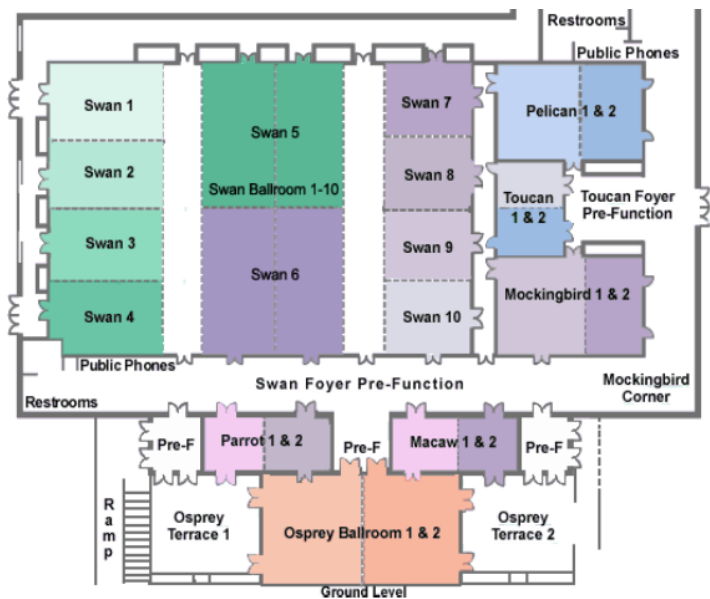 Restrooms
Public Phones
Swan 1
Swan 5
Swan 7
Pelican 1 & 2
Swan 2
Swan Ballroom 1-10
Swan 8
Toucan
1 & 2
Toucan Foyer
Pre-Function
Swan 3
Swan 6
Swan 9
Swan 4
Swan 10
Mockingbird 1 & 2
Public Phones
Swan Foyer Pre-Function
Mockingbird
Corner
Restrooms
Pre-F
Parrot 1 & 2
Pre-F
Macaw 1 & 2
Pre-F
Ramp
Osprey
Terrace 1
Osprey Ballroom 1 & 2
Osprey
Terrace 2
Ground Level